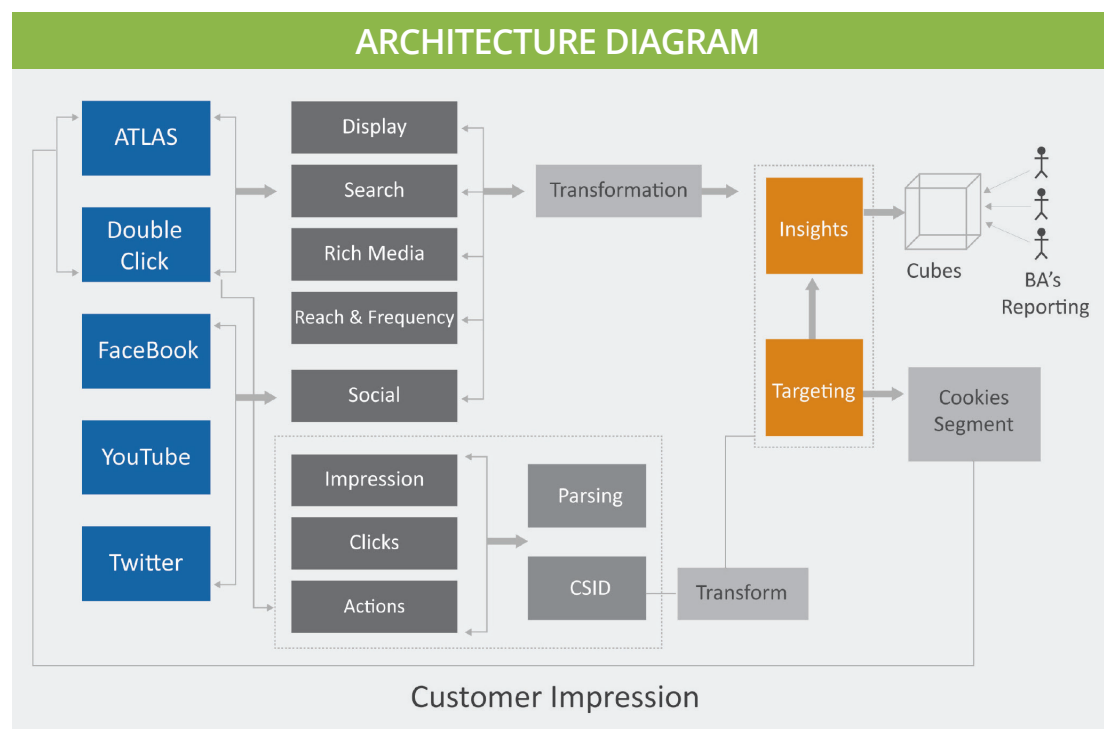 ARCHITECTURE DIAGRAM
ATLAS
Double
Click
FaceBook
YouTube
Twitter
Display
Search
Rich Media
Reach & Frequency
Social
Impression
Clicks
Actions
Parsing
CSID
Transformation
Transform
Insights
Targeting
Cubes
BA's
Reporting
Cookies
Segment
Customer Impression